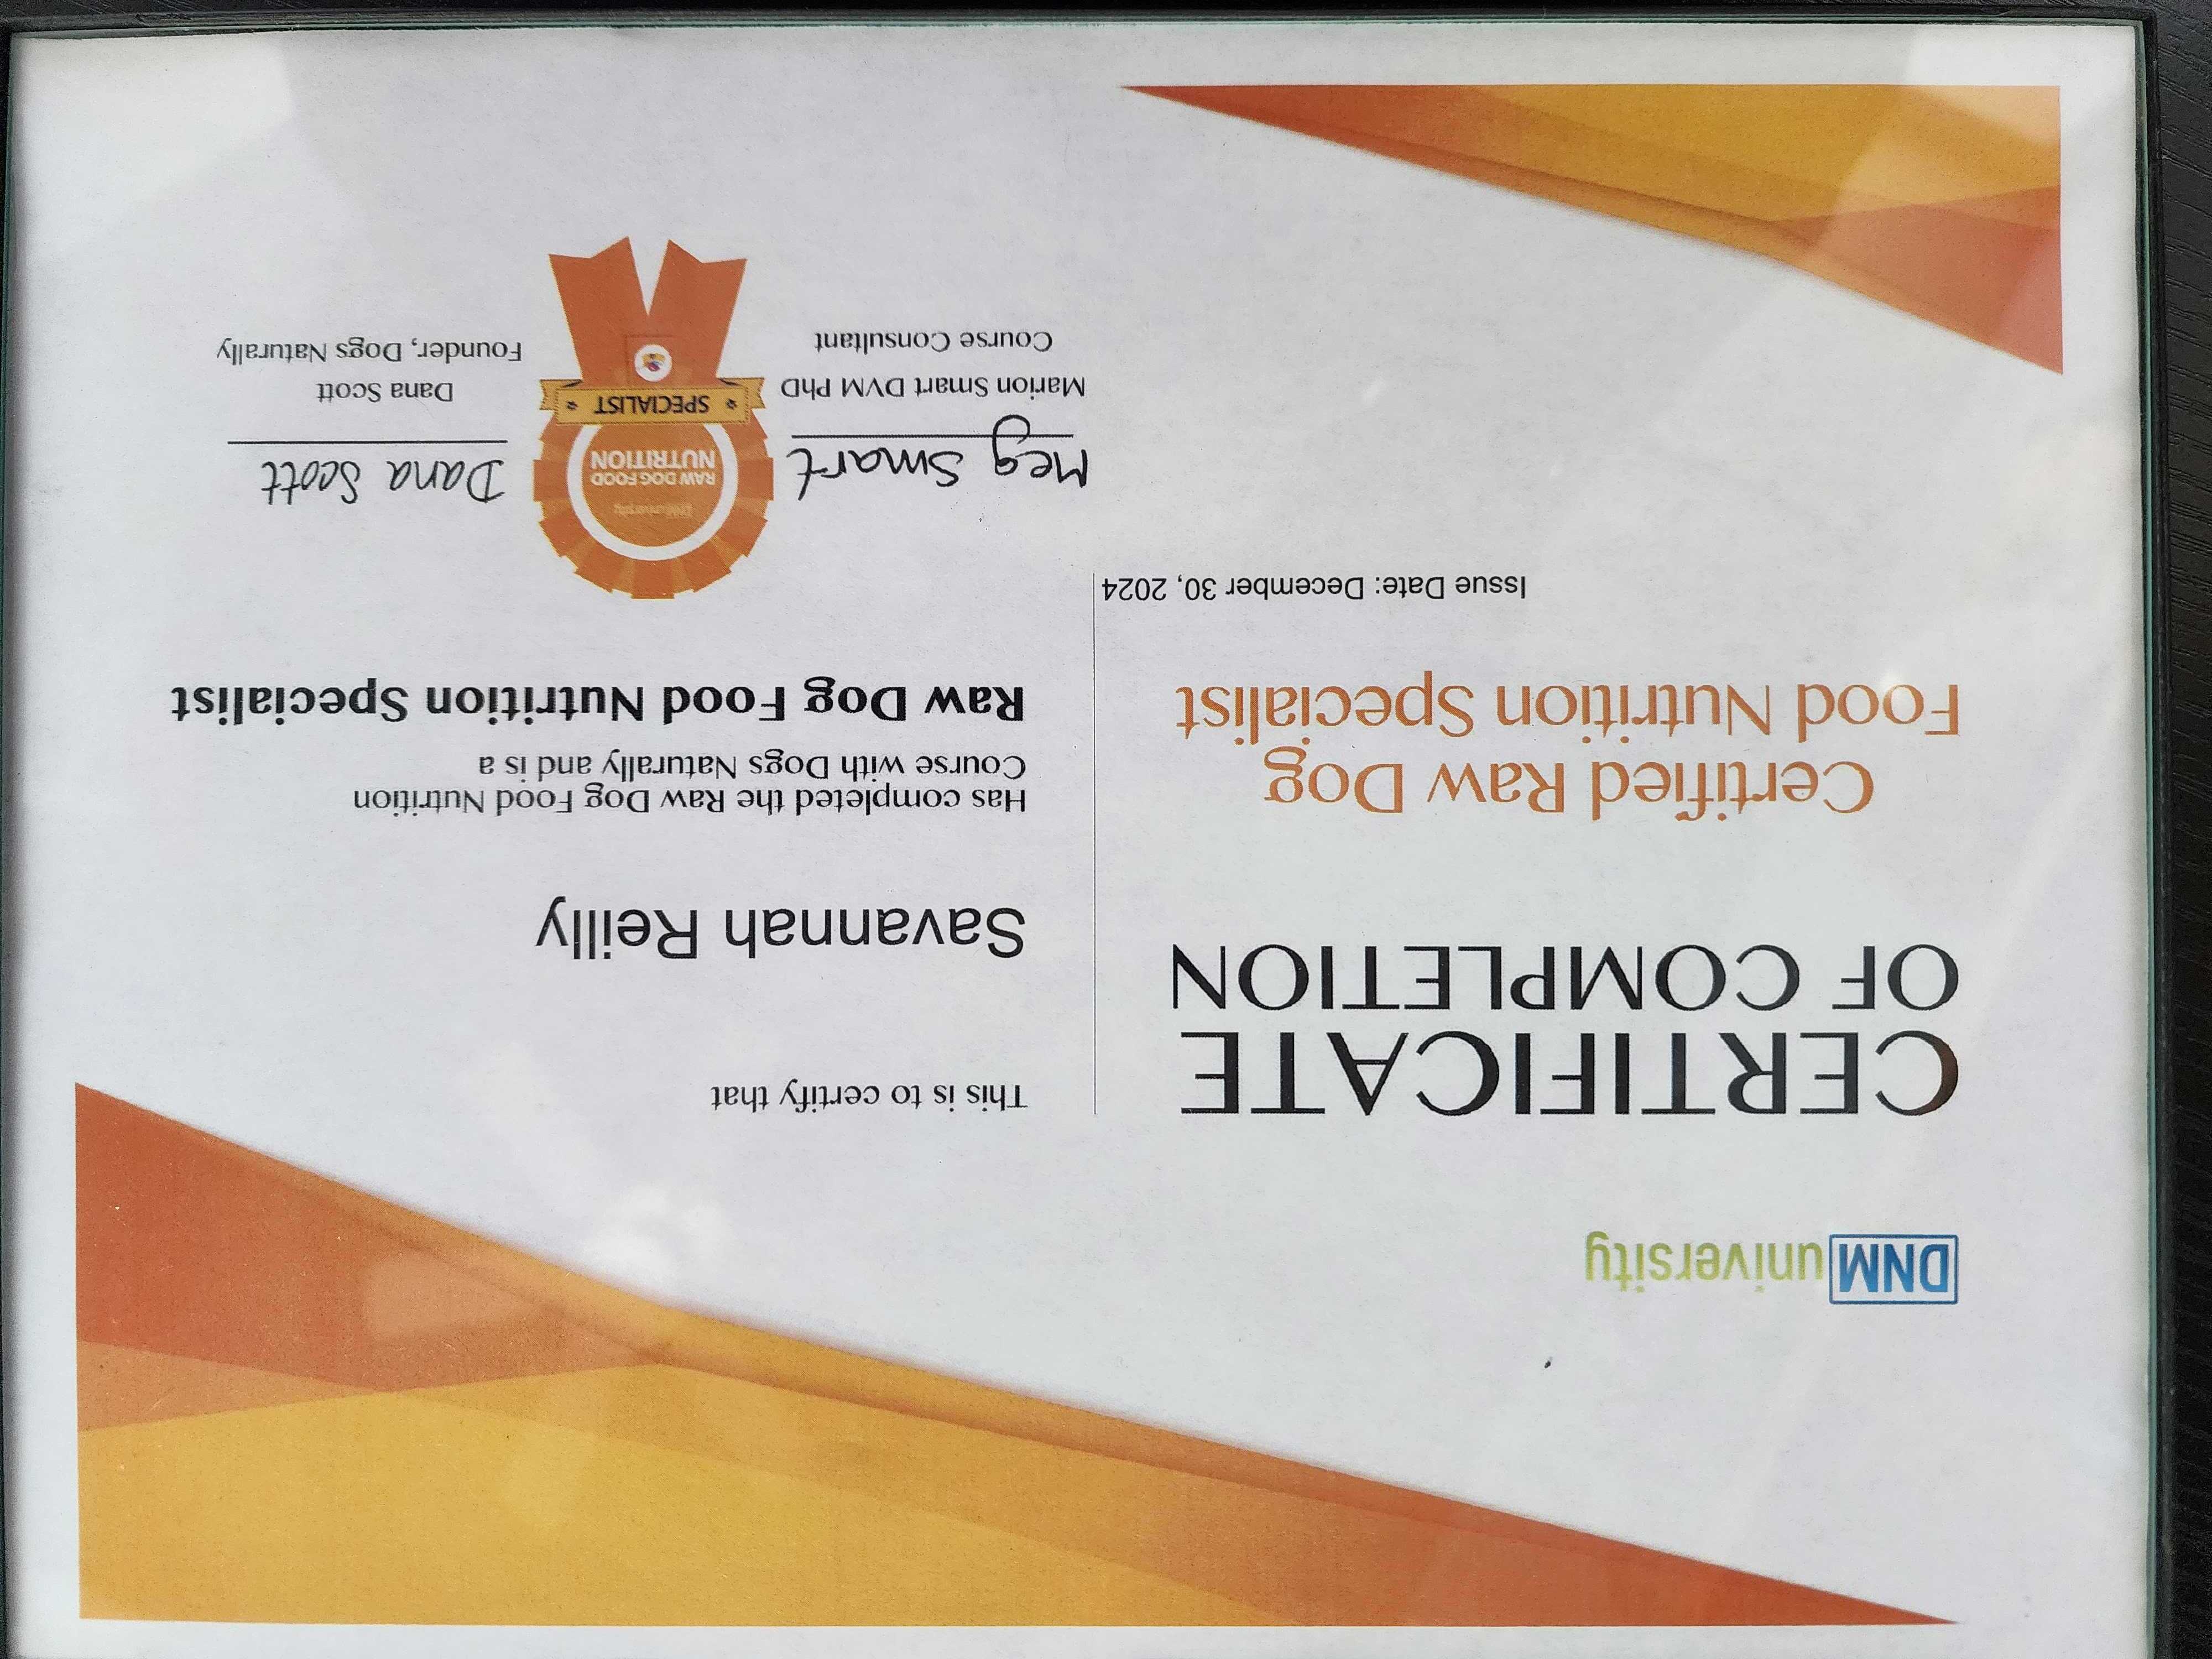 DNMuniversity
CERTIFICATE
OF COMPLETION
Certified Raw Dog
Food Nutrition Specialist
Issue Date: December 30, 2024
This is to certify that
Savannah Reilly
Has completed the Raw Dog Food Nutrition
Course with Dogs Naturally and is a
Raw Dog Food Nutrition Specialist
Meg Smart
Marion Smart DVM PhD
Course Consultant
DNMuniversity
RAW DOG FOOD
NUTRITION
SPECIALIST
Dana Scott
Dana Scott
Founder, Dogs Naturally